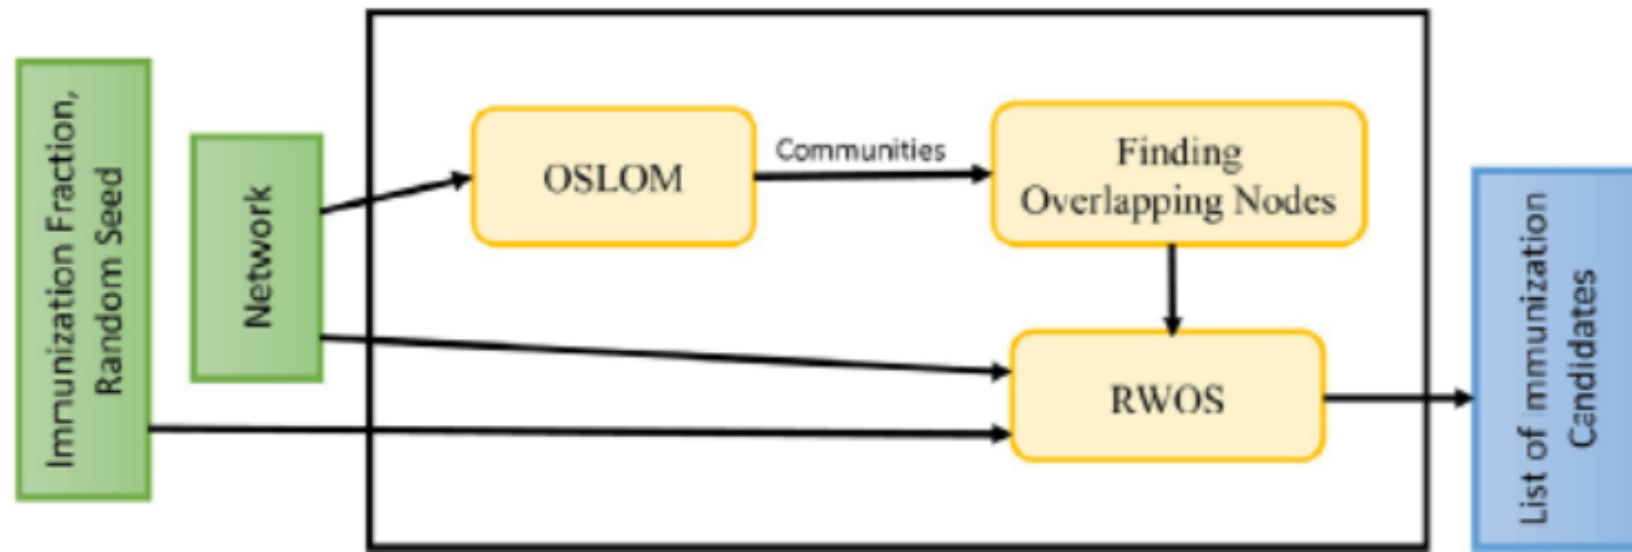 Immunization Fraction,
Random Seed
Network
OSLOM
Communities
Finding
Overlapping Nodes
RWOS
List of Immunization
Candidates